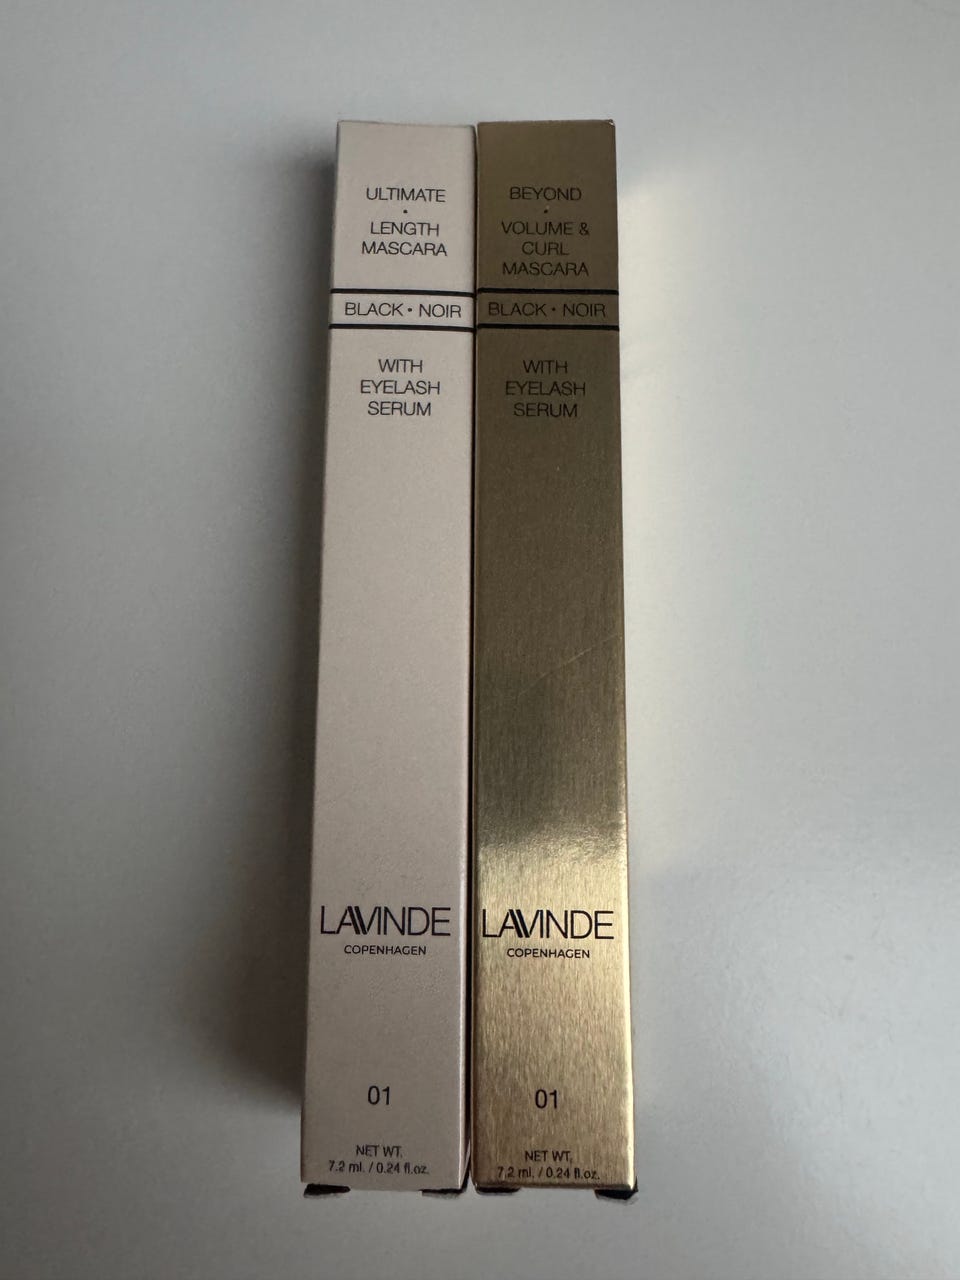 ULTIMATE
•
LENGTH
MASCARA
BLACK • NOIR
WITH
EYELASH
SERUM
LAVINDE
COPENHAGEN
01
NET WT.
7.2 ml. / 0.24 fl.oz.
BEYOND
•
VOLUME &
CURL
MASCARA
BLACK • NOIR
WITH
EYELASH
SERUM
LAVINDE
COPENHAGEN
01
NET WT.
7.2 ml. / 0.24 fl.oz.